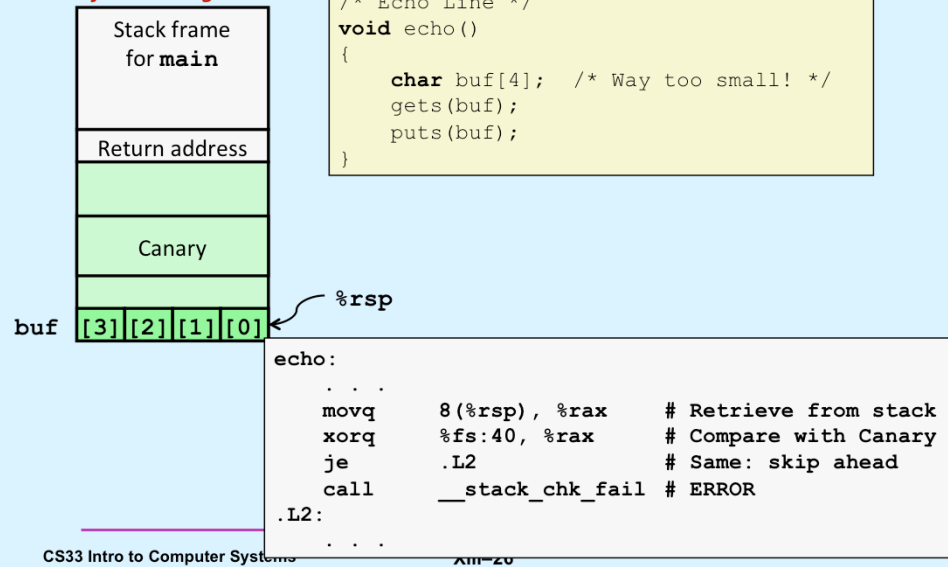 Stack frame
for main
Return address
Canary
%rsp
buf [3] [2] [1] [0]
/* Echo Line */
void echo()
{
    char buf[4];  /* Way too small! */
    gets(buf);
    puts(buf);
}
echo:
    . . .
    movq     8(%rsp), %rax    # Retrieve from stack
    xorq     %fs:40, %rax     # Compare with Canary
    je       .L2              # Same: skip ahead
    call     __stack_chk_fail # ERROR
.L2:
    . . .
CS33 Intro to Computer Systems